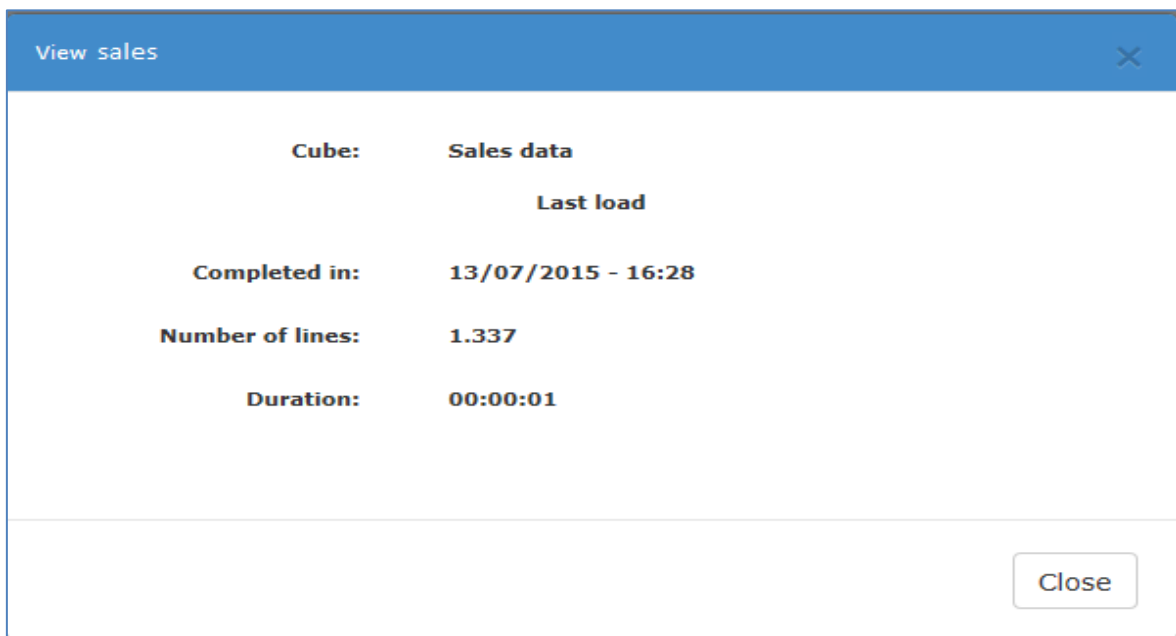 View sales
Cube: Sales data
Last load
Completed in: 13/07/2015 - 16:28
Number of lines: 1.337
Duration: 00:00:01
Close